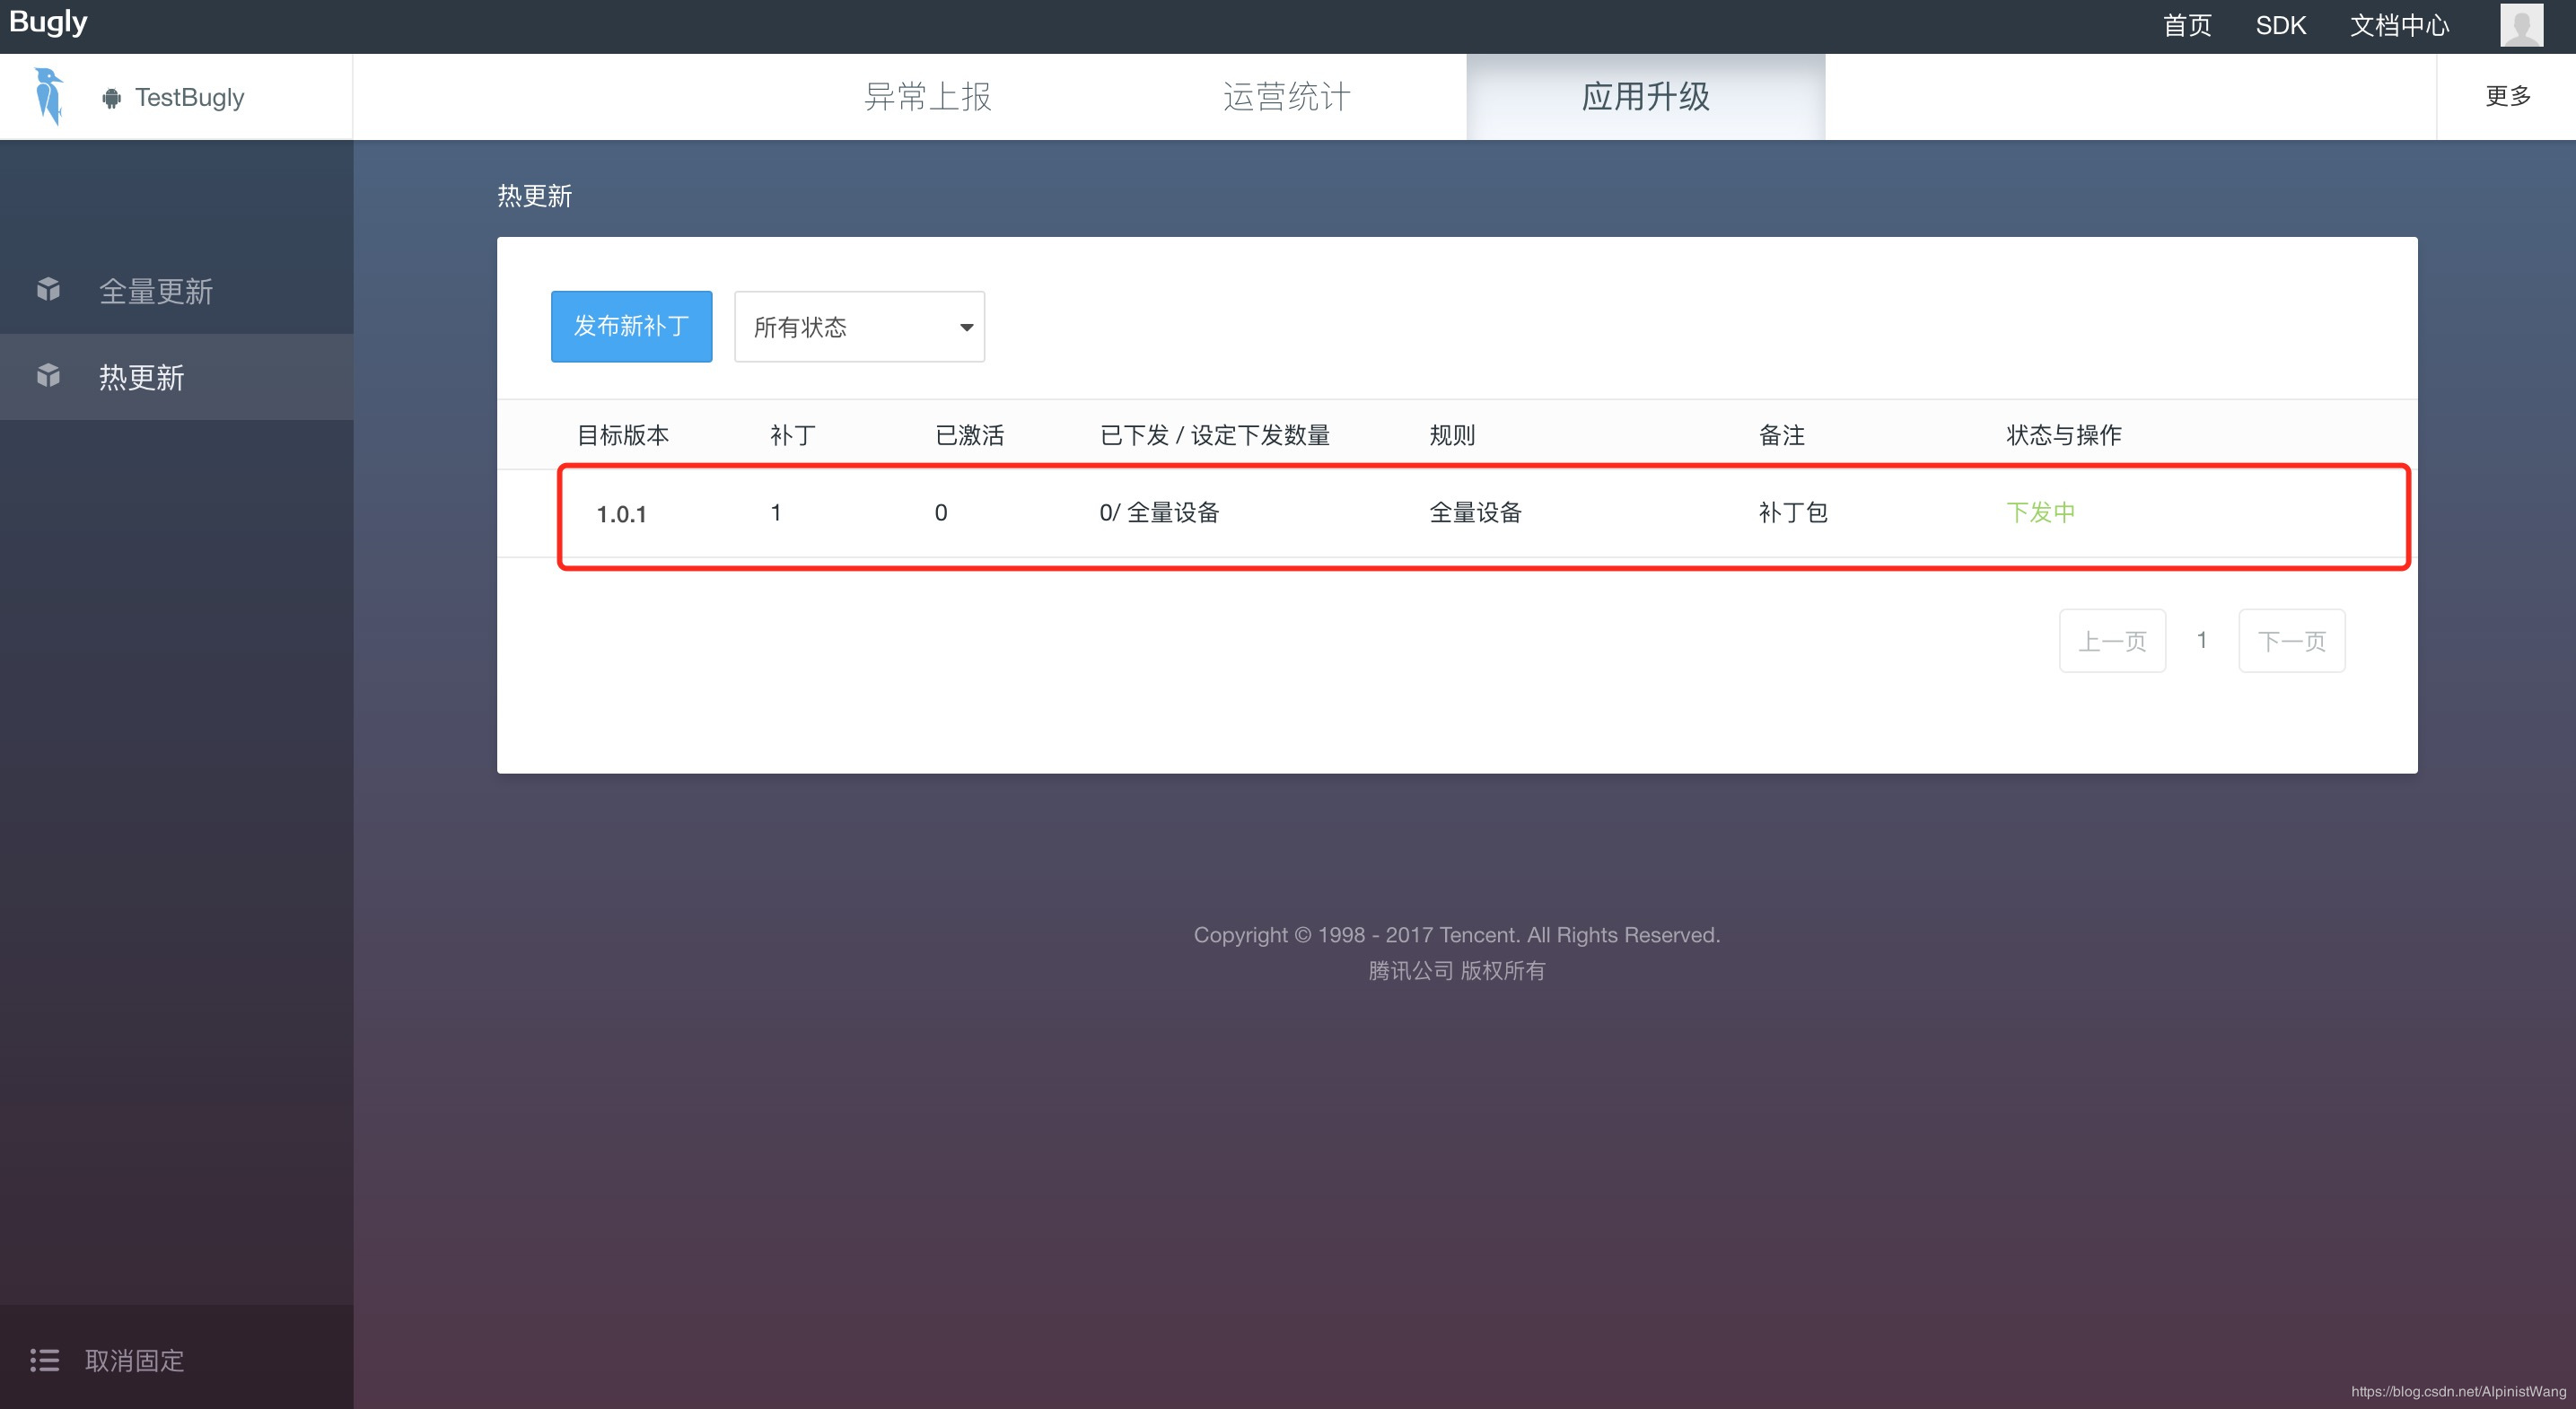 Bugly
首页 SDK 文档中心
TestBugly
异常上报 运营统计 应用升级 更多
热更新
全量更新
热更新
发布新补丁 所有状态
目标版本 补丁 已激活 已下发 / 设定下发数量 规则 备注 状态与操作
1.0.1 1 0 0/ 全量设备 全量设备 补丁包 下发中
上一页 1 下一页
Copyright © 1998 - 2017 Tencent. All Rights Reserved.
腾讯公司 版权所有
取消固定
https://blog.csdn.net/AlpinistWang